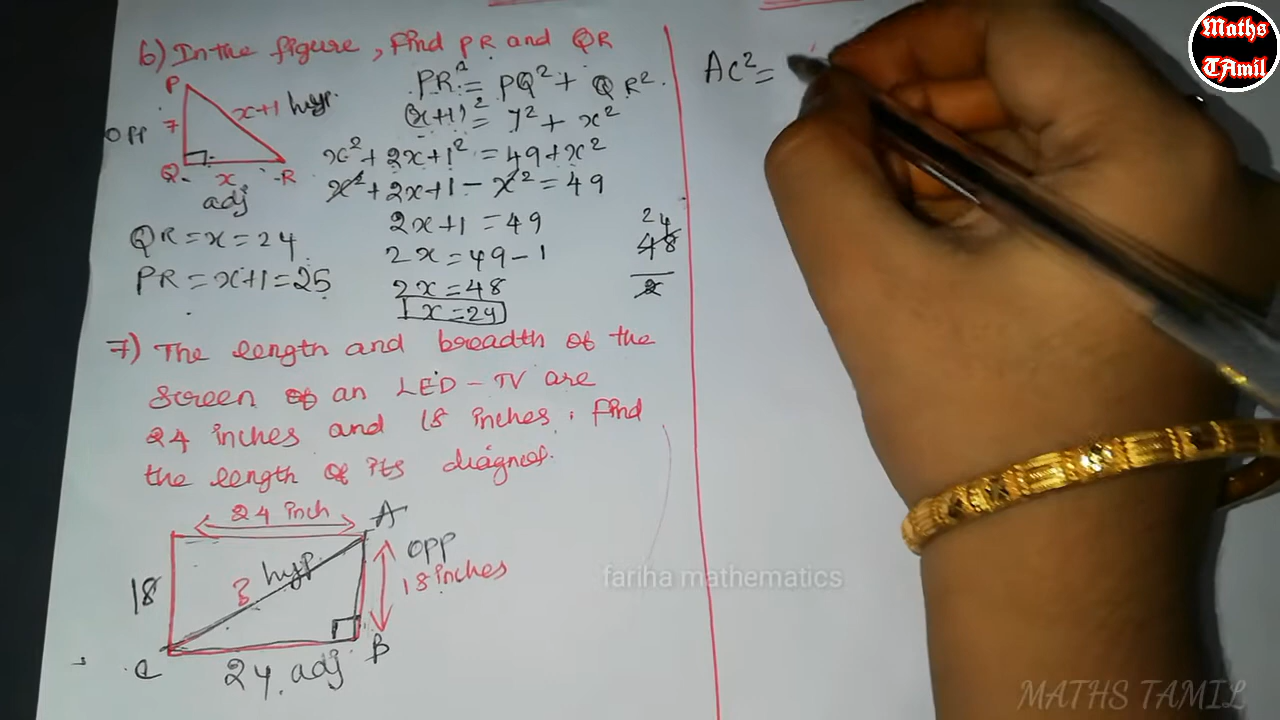 6) In the figure, find PR and QR
P
7
x+1 hyp.
opp
Q
x
R
adj
PR² = PQ² + QR².
(x+1)² = 7² + x²
x² + 2x + 1² = 49 + x²
x² + 2x + 1 - x² = 49
2x + 1 = 49
2x = 49 - 1
2x = 48
x = 24
24
48
2
QR = x = 24
PR = x+1 = 25
7) The length and breadth of the
Screen of an LED - TV are
24 inches and 18 inches. Find
the length of its
24 inch
A
18
hyp.
opp
18 inches
C
24. adj
B
AC² =
Maths
TAmil
fariha mathematics
MATHS TAMIL